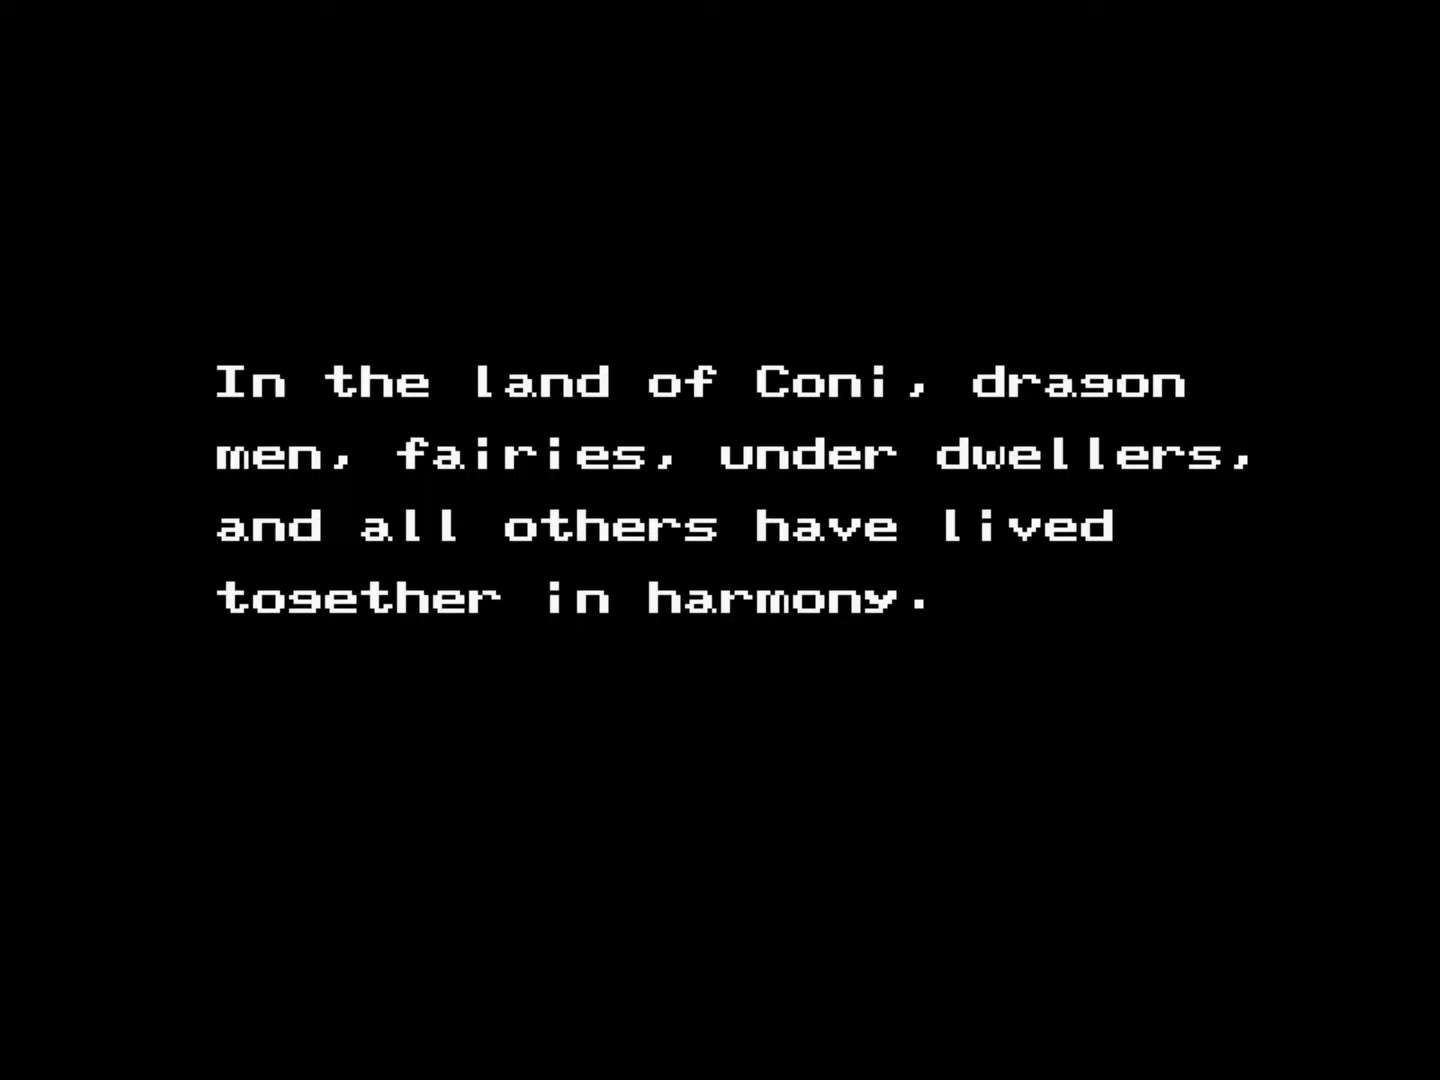 In the land of Coni, dragon
men, fairies, under dwellers,
and all others have lived
together in harmony.